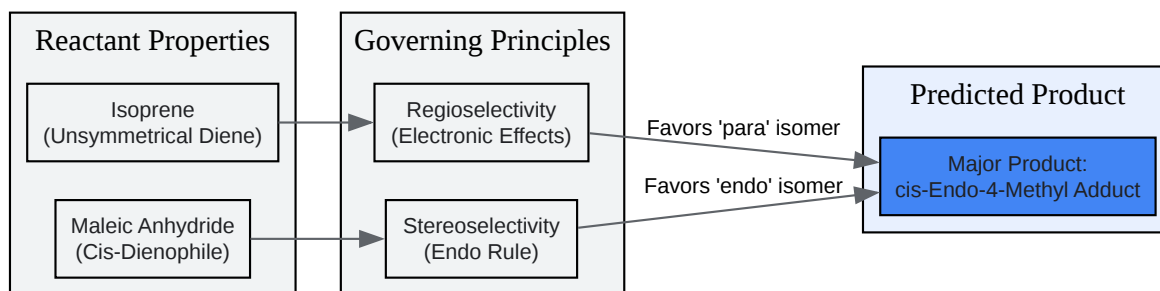 Reactant Properties
Isoprene
(Unsymmetrical Diene)
Maleic Anhydride
(Cis-Dienophile)
Governing Principles
Regioselectivity
(Electronic Effects)
Stereoselectivity
(Endo Rule)
Favors 'para' isomer
Favors 'endo' isomer
Predicted Product
Major Product:
cis-Endo-4-Methyl Adduct